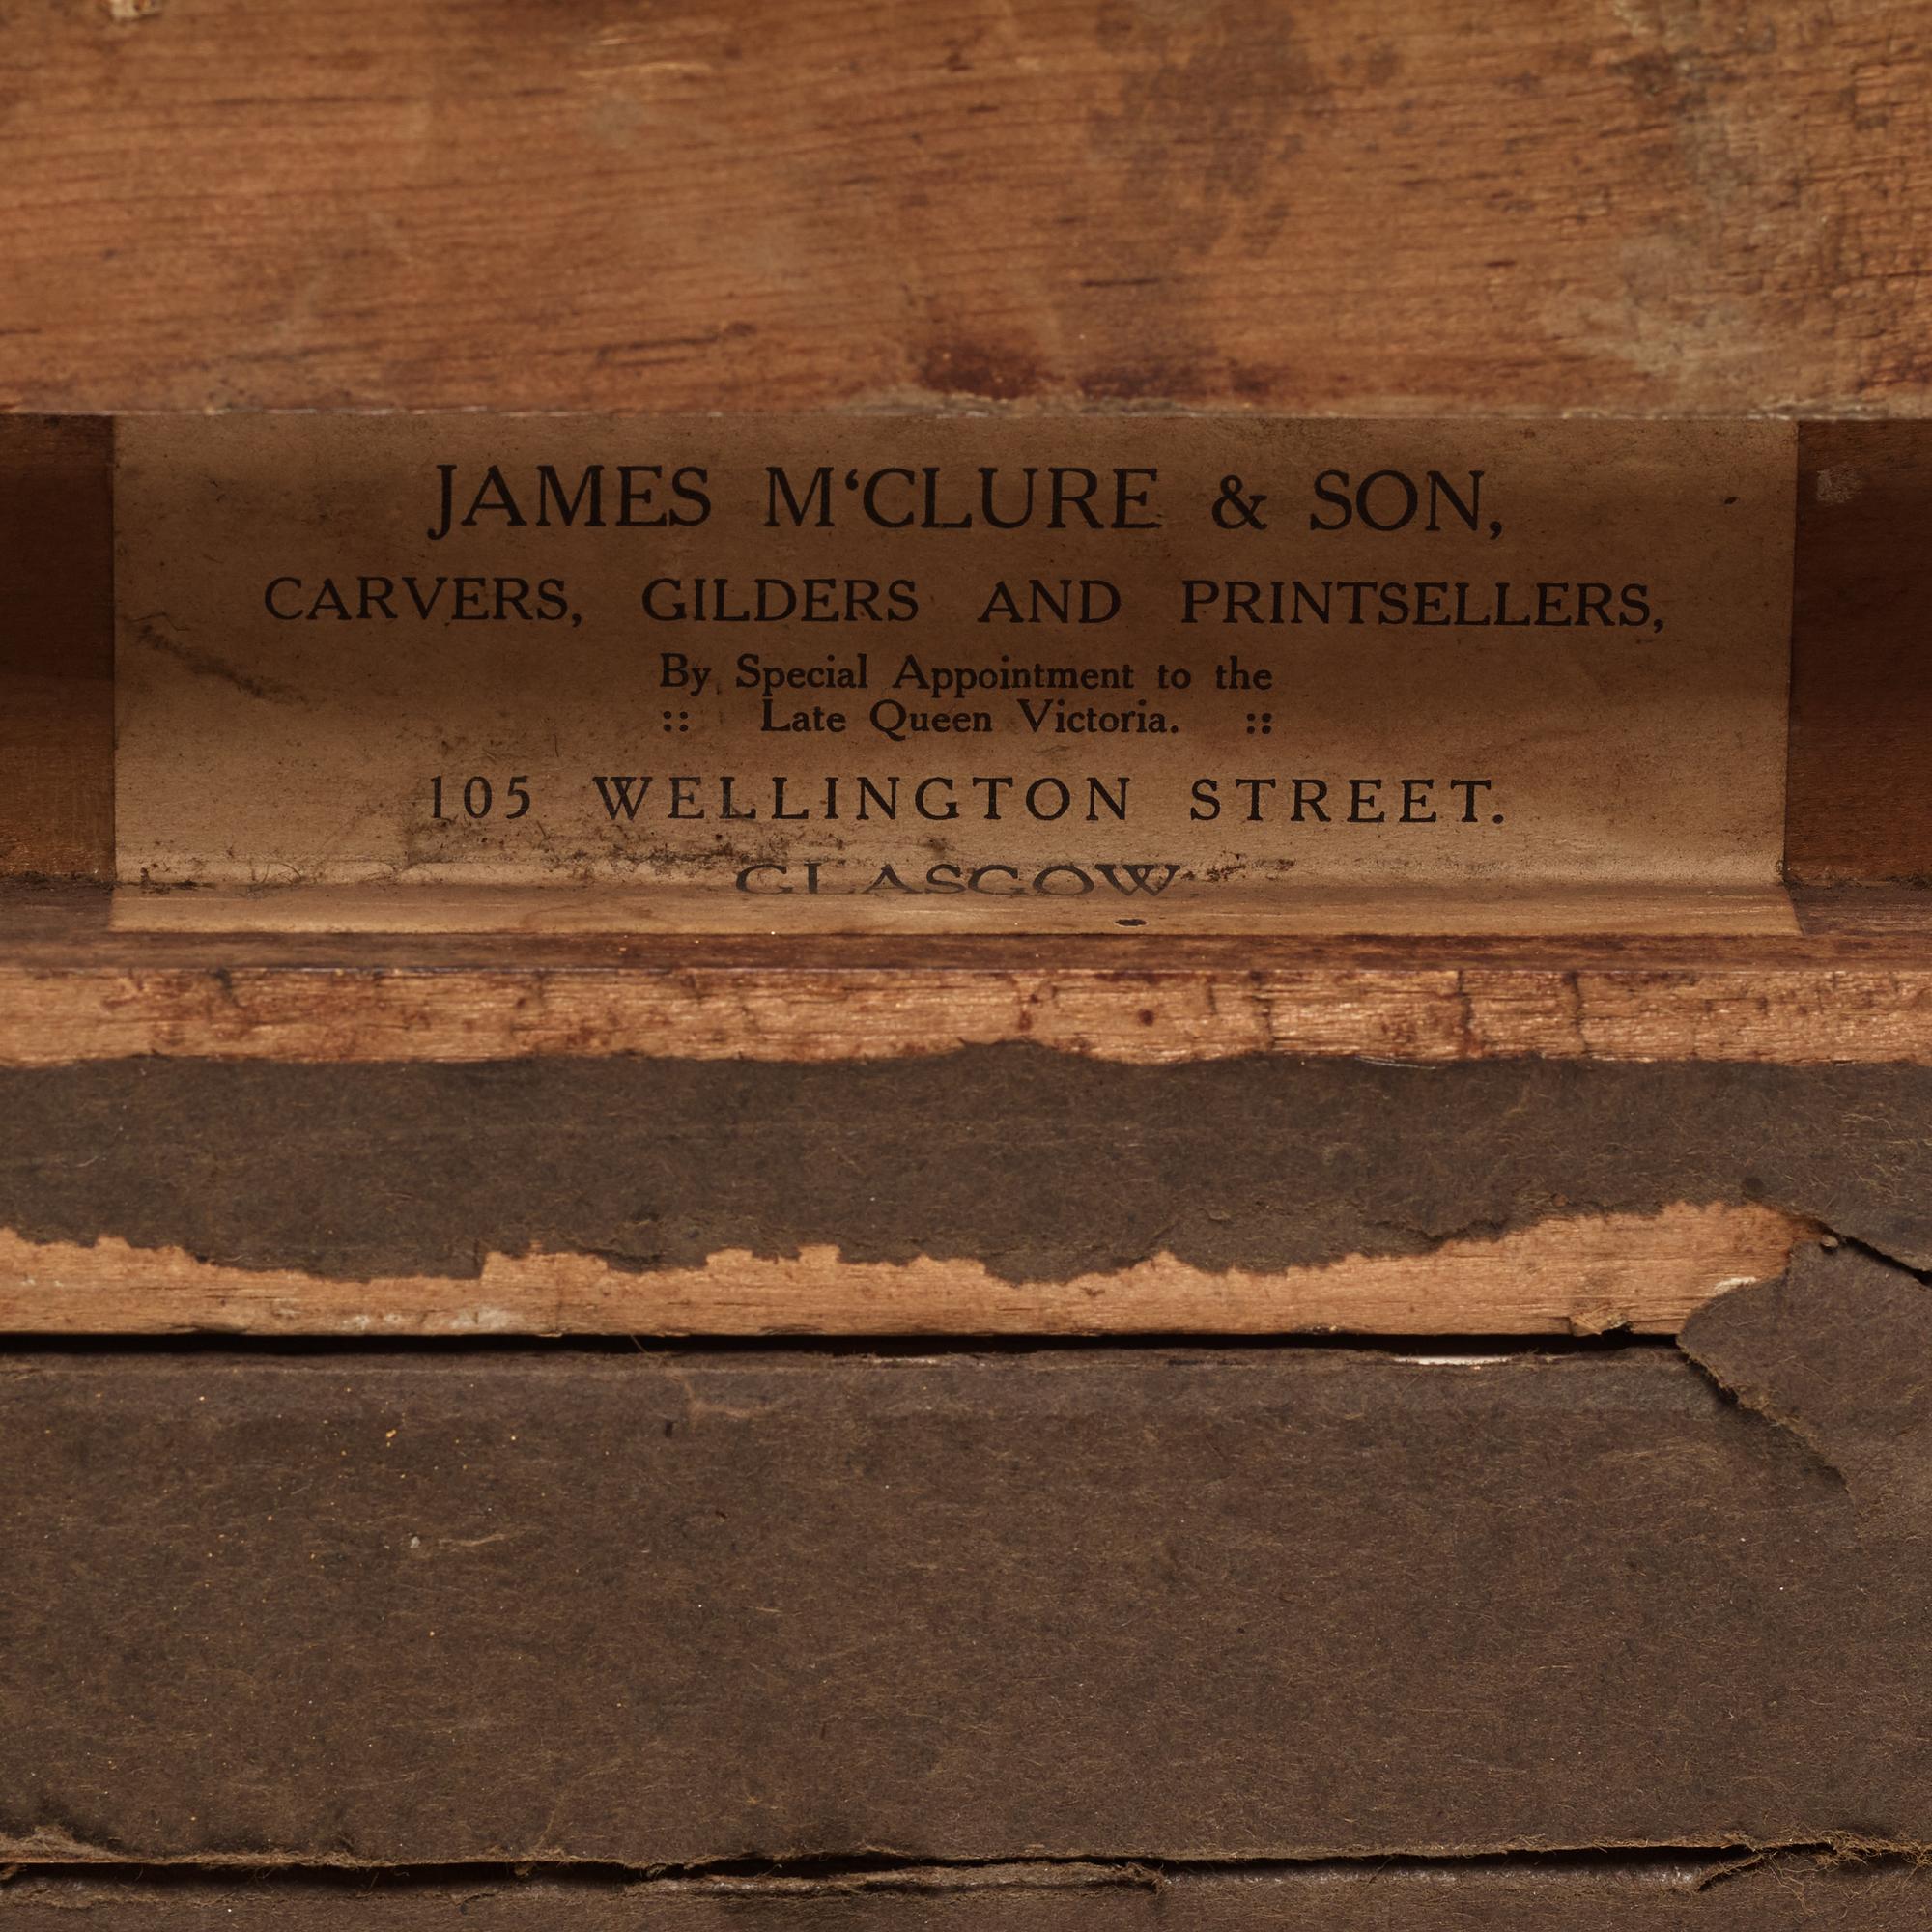 JAMES M‘CLURE & SON,
CARVERS, GILDERS AND PRINTSELLERS,
By Special Appointment to the
:: Late Queen Victoria. ::
105 WELLINGTON STREET.
GLASGOW.